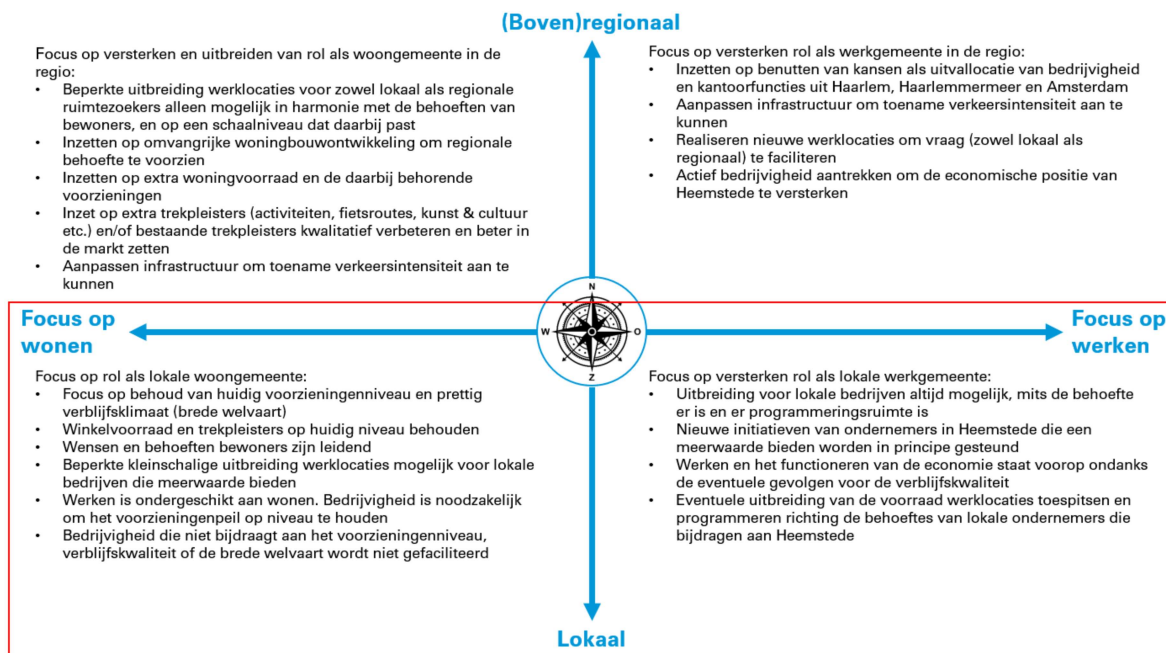 (Boven)regionaal
Focus op versterken en uitbreiden van rol als woongemeente in de
regio:
• Beperkte uitbreiding werklocaties voor zowel lokaal als regionale
ruimtezoekers alleen mogelijk in harmonie met de behoeften van
bewoners, en op een schaalniveau dat daarbij past
• Inzetten op omvangrijke woningbouwontwikkeling om regionale
behoefte te voorzien
• Inzetten op extra woningvoorraad en de daarbij behorende
voorzieningen
• Inzet op extra trekpleisters (activiteiten, fietsroutes, kunst & cultuur
etc.) en/of bestaande trekpleisters kwalitatief verbeteren en beter in
de markt zetten
• Aanpassen infrastructuur om toename verkeersintensiteit aan te
kunnen
Focus op versterken rol als werkgemeente in de regio:
• Inzetten op benutten van kansen als uitvallocatie van bedrijvigheid
en kantoorfuncties uit Haarlem, Haarlemmermeer en Amsterdam
• Aanpassen infrastructuur om toename verkeersintensiteit aan te
kunnen
• Realiseren nieuwe werklocaties om vraag (zowel lokaal als
regionaal) te faciliteren
• Actief bedrijvigheid aantrekken om de economische positie van
Heemstede te versterken
Focus op
wonen
N
W
O
Z
Focus op
werken
Focus op rol als lokale woongemeente:
• Focus op behoud van huidig voorzieningenniveau en prettig
verblijfsklimaat (brede welvaart)
• Winkelvoorraad en trekpleisters op huidig niveau behouden
• Wensen en behoeften bewoners zijn leidend
• Beperkte kleinschalige uitbreiding werklocaties mogelijk voor lokale
bedrijven die meerwaarde bieden
• Werken is ondergeschikt aan wonen. Bedrijvigheid is noodzakelijk
om het voorzieningenpeil op niveau te houden
• Bedrijvigheid die niet bijdraagt aan het voorzieningenniveau,
verblijfskwaliteit of de brede welvaart wordt niet gefaciliteerd
Focus op versterken rol als lokale werkgemeente:
• Uitbreiding voor lokale bedrijven altijd mogelijk, mits de behoefte
er is en er programmeringsruimte is
• Nieuwe initiatieven van ondernemers in Heemstede die een
meerwaarde bieden worden in principe gesteund
• Werken en het functioneren van de economie staat voorop ondanks
de eventuele gevolgen voor de verblijfskwaliteit
• Eventuele uitbreiding van de voorraad werklocaties toespitsen en
programmeren richting de behoeftes van lokale ondernemers die
bijdragen aan Heemstede
Lokaal